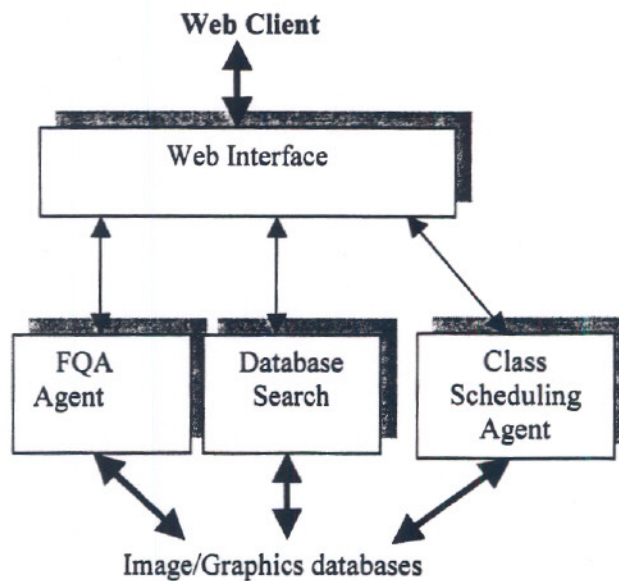 Web Client
Web Interface
FQA
Agent
Database
Search
Class
Scheduling
Agent
Image/Graphics databases